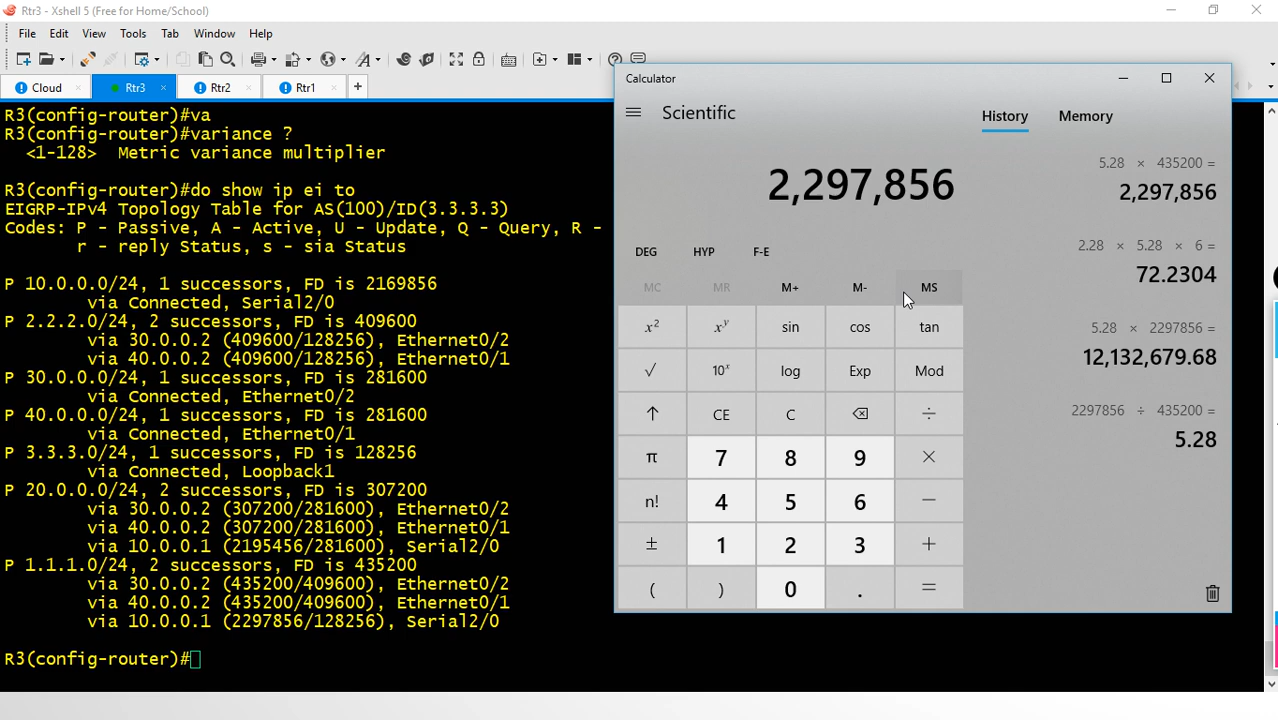 Rtr3 - Xshell 5 (Free for Home/School)
File Edit View Tools Tab Window Help
Cloud × Rtr3 × Rtr2 × Rtr1 × +
R3(config-router)#va
R3(config-router)#variance ?
<1-128> Metric variance multiplier
R3(config-router)#do show ip ei to
EIGRP-IPv4 Topology Table for AS(100)/ID(3.3.3.3)
Codes: P - Passive, A - Active, U - Update, Q - Query, R -
r - reply Status, s - sia Status
P 10.0.0.0/24, 1 successors, FD is 2169856
via Connected, Serial2/0
P 2.2.2.0/24, 2 successors, FD is 409600
via 30.0.0.2 (409600/128256), Ethernet0/2
via 40.0.0.2 (409600/128256), Ethernet0/1
P 30.0.0.0/24, 1 successors, FD is 281600
via Connected, Ethernet0/2
P 40.0.0.0/24, 1 successors, FD is 281600
via Connected, Ethernet0/1
P 3.3.3.0/24, 1 successors, FD is 128256
via Connected, Loopback1
P 20.0.0.0/24, 2 successors, FD is 307200
via 30.0.0.2 (307200/281600), Ethernet0/2
via 40.0.0.2 (307200/281600), Ethernet0/1
via 10.0.0.1 (2195456/281600), Serial2/0
P 1.1.1.0/24, 2 successors, FD is 435200
via 30.0.0.2 (435200/409600), Ethernet0/2
via 40.0.0.2 (435200/409600), Ethernet0/1
via 10.0.0.1 (2297856/128256), Serial2/0
R3(config-router)#
Calculator
Scientific
2,297,856
DEG HYP F-E
MC MR M+ M- MS
x² xʸ sin cos tan
√ 10ˣ log Exp Mod
↑ CE C ⌫ ÷
π 7 8 9 ×
n! 4 5 6 −
± 1 2 3 +
( ) 0 . =
History Memory
5.28 × 435200 =
2,297,856
2.28 × 5.28 × 6 =
72.2304
5.28 × 2297856 =
12,132,679.68
2297856 ÷ 435200 =
5.28